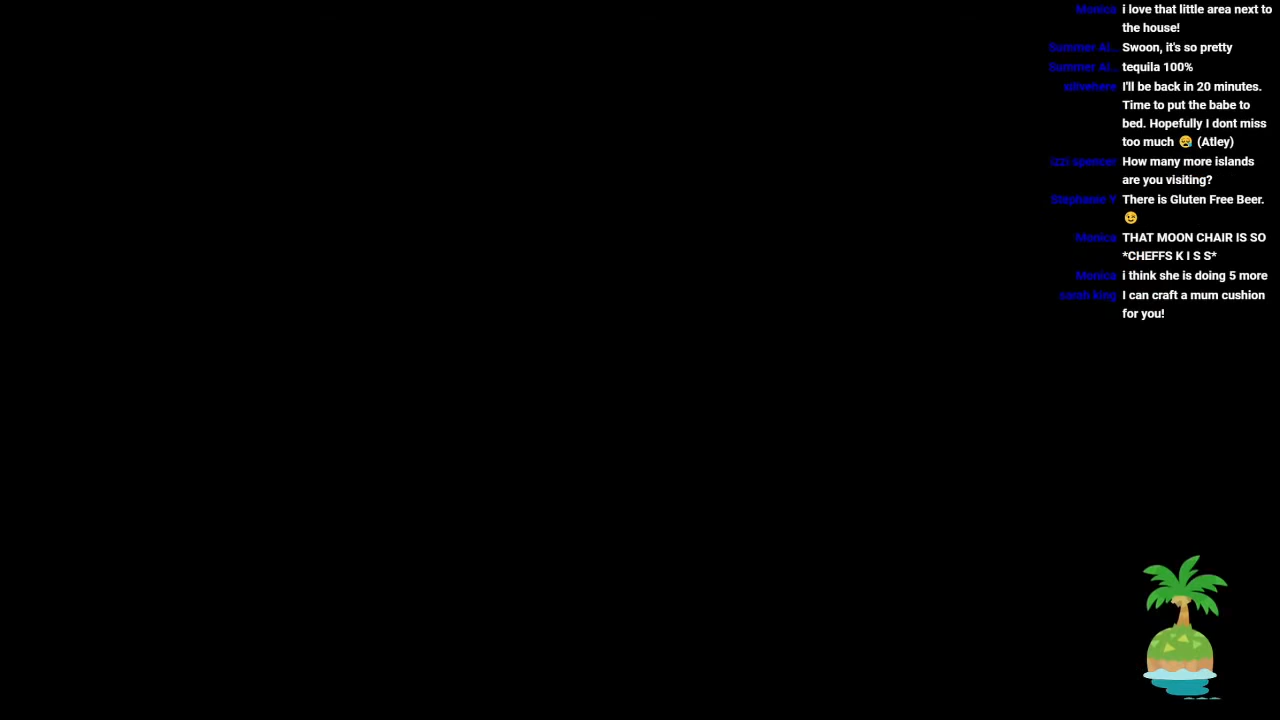 Monica i love that little area next to
the house!
Summer Al... Swoon, it's so pretty
Summer Al... tequila 100%
I'll be back in 20 minutes.
Time to put the babe to
bed. Hopefully I dont miss
too much 😪 (Atley)
izzi spencer How many more islands
are you visiting?
Stephanie Y There is Gluten Free Beer.
😉
Monica THAT MOON CHAIR IS SO
*CHEFFS K I S S*
Monica i think she is doing 5 more
sarah king I can craft a mum cushion
for you!